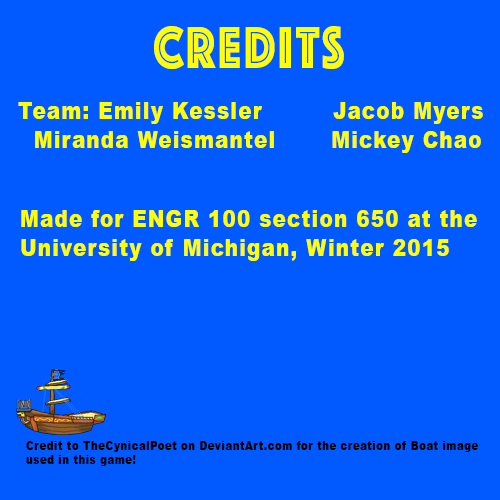 CREDITS
Team: Emily Kessler Jacob Myers
Miranda Weismantel Mickey Chao
Made for ENGR 100 section 650 at the
University of Michigan, Winter 2015
Credit to TheCynicalPoet on DeviantArt.com for the creation of Boat image
used in this game!